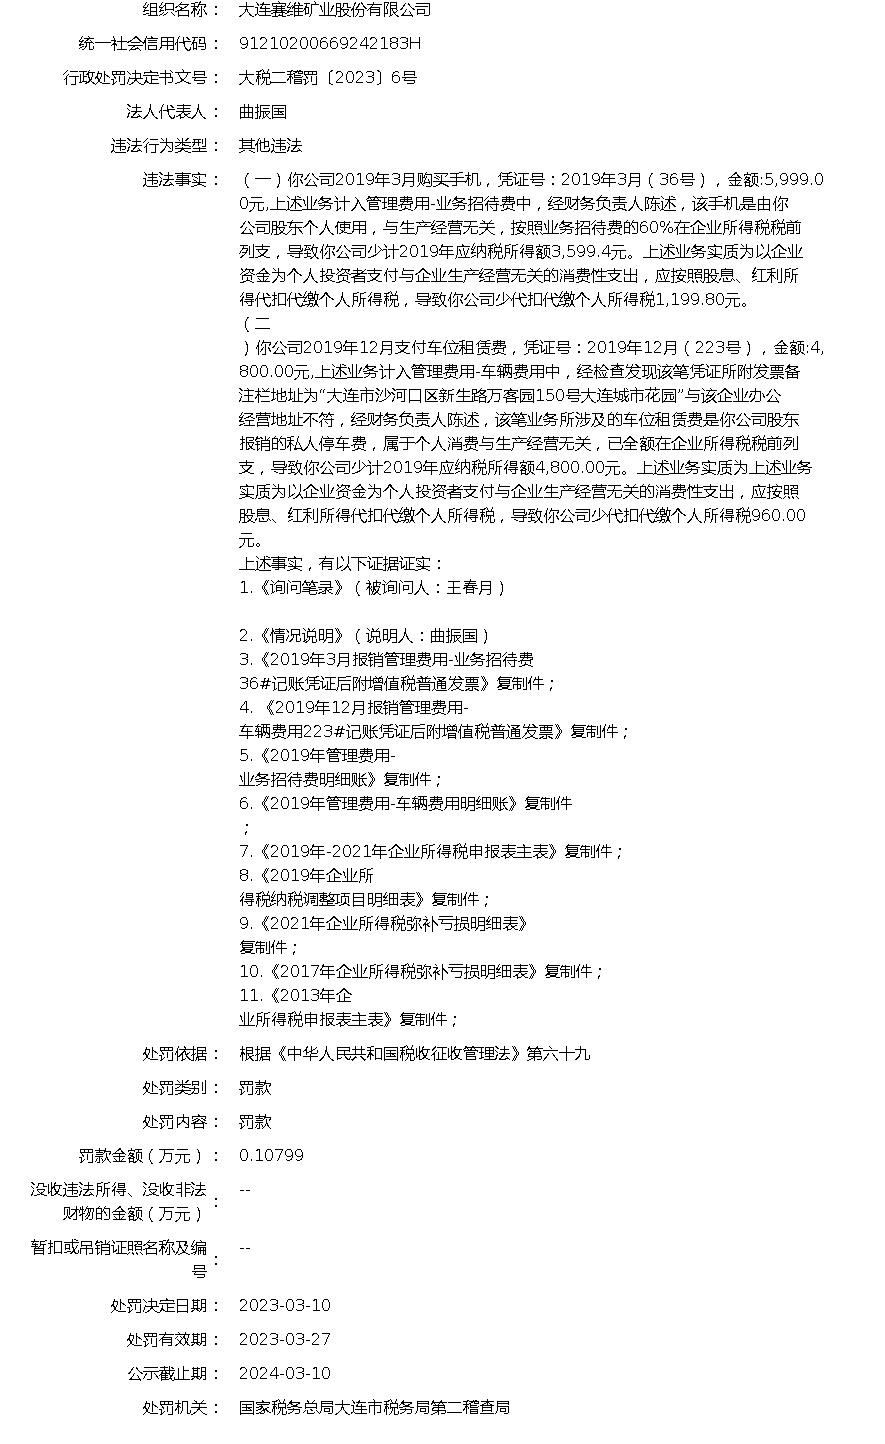 组织名称： 大连赛维矿业股份有限公司
统一社会信用代码： 91210200669242183H
行政处罚决定书文号： 大税二稽罚〔2023〕6号
法人代表人： 曲振国
违法行为类型： 其他违法
违法事实： （一）你公司2019年3月购买手机，凭证号：2019年3月（36号），金额:5,999.0
0元,上述业务计入管理费用-业务招待费中，经财务负责人陈述，该手机是由你
公司股东个人使用，与生产经营无关，按照业务招待费的60%在企业所得税税前
列支，导致你公司少计2019年应纳税所得额3,599.4元。上述业务实质为以企业
资金为个人投资者支付与企业生产经营无关的消费性支出，应按照股息、红利所
得代扣代缴个人所得税，导致你公司少代扣代缴个人所得税1,199.80元。
（二
）你公司2019年12月支付车位租赁费，凭证号：2019年12月（223号），金额:4,
800.00元,上述业务计入管理费用-车辆费用中，经检查发现该笔凭证所附发票备
注栏地址为“大连市沙河口区新生路万客园150号大连城市花园”与该企业办公
经营地址不符，经财务负责人陈述，该笔业务所涉及的车位租赁费是你公司股东
报销的私人停车费，属于个人消费与生产经营无关，已全额在企业所得税税前列
支，导致你公司少计2019年应纳税所得额4,800.00元。上述业务实质为上述业务
实质为以企业资金为个人投资者支付与企业生产经营无关的消费性支出，应按照
股息、红利所得代扣代缴个人所得税，导致你公司少代扣代缴个人所得税960.00
元。
上述事实，有以下证据证实：
1.《询问笔录》（被询问人：王春月）
2.《情况说明》（说明人：曲振国）
3.《2019年3月报销管理费用-业务招待费
36#记账凭证后附增值税普通发票》复制件；
4. 《2019年12月报销管理费用-
车辆费用223#记账凭证后附增值税普通发票》复制件；
5.《2019年管理费用-
业务招待费明细账》复制件；
6.《2019年管理费用-车辆费用明细账》复制件
；
7.《2019年-2021年企业所得税申报表主表》复制件；
8.《2019年企业所
得税纳税调整项目明细表》复制件；
9.《2021年企业所得税弥补亏损明细表》
复制件；
10.《2017年企业所得税弥补亏损明细表》复制件；
11.《2013年企
业所得税申报表主表》复制件；
处罚依据： 根据《中华人民共和国税收征收管理法》第六十九
处罚类别： 罚款
处罚内容： 罚款
罚款金额（万元）： 0.10799
没收违法所得、没收非法
财物的金额（万元）： --
暂扣或吊销证照名称及编
号： --
处罚决定日期： 2023-03-10
处罚有效期： 2023-03-27
公示截止期： 2024-03-10
处罚机关： 国家税务总局大连市税务局第二稽查局